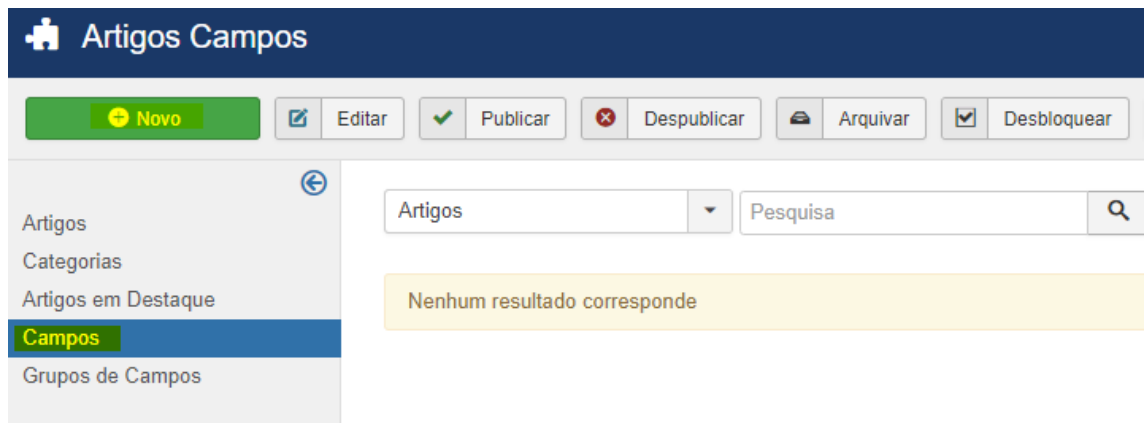 Artigos Campos
Novo Editar Publicar Despublicar Arquivar Desbloquear
Artigos Pesquisa
Artigos
Categorias
Artigos em Destaque
Nenhum resultado corresponde
Campos
Grupos de Campos